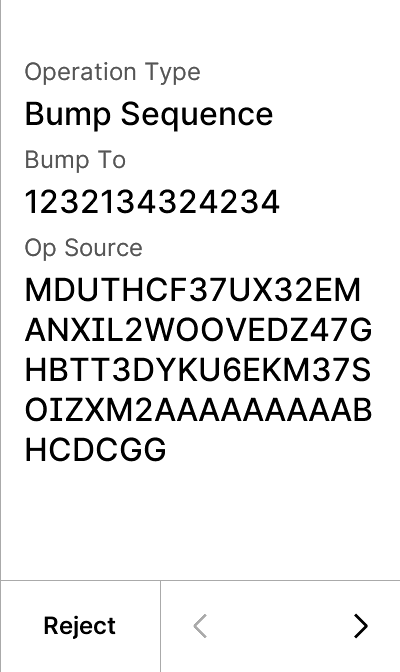 Operation Type
Bump Sequence
Bump To
1232134324234
Op Source
MDUTHCF37UX32EM
ANXIL2WOOVEDZ47G
HBTT3DYKU6EKM37S
OIZXM2AAAAAAAAAB
HCDCGG
Reject